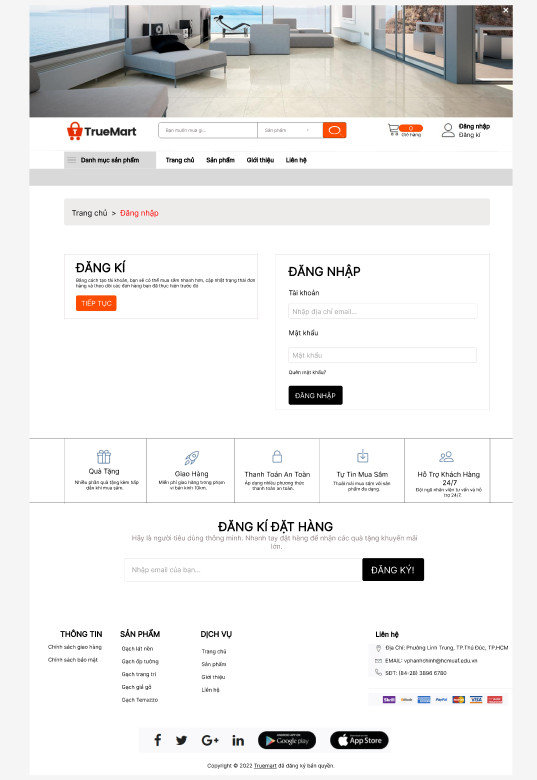 TrueMart
Bạn muốn mua gì...
Sản phẩm
0
Giỏ hàng
Đăng nhập
Đăng kí
Danh mục sản phẩm
Trang chủ
Sản phẩm
Giới thiệu
Liên hệ
Trang chủ > Đăng nhập
ĐĂNG KÍ
Bằng cách tạo tài khoản, bạn sẽ có thể mua sắm nhanh hơn, cập nhật trạng thái đơn
hàng và theo dõi các đơn hàng bạn đã thực hiện trước đó
TIẾP TỤC
ĐĂNG NHẬP
Tài khoản
Nhập địa chỉ email...
Mật khẩu
Mật khẩu
Quên mật khẩu?
ĐĂNG NHẬP
Quà Tặng
Nhiều phần quà tặng kèm hấp
dẫn khi mua sắm.
Giao Hàng
Miễn phí giao hàng trong phạm
vi bán kính 10km.
Thanh Toán An Toàn
Áp dụng nhiều phương thức
thanh toán an toàn.
Tự Tin Mua Sắm
Thoải mái mua sắm với sản
phẩm đa dạng.
Hỗ Trợ Khách Hàng
24/7
Đội ngũ nhân viên tư vấn và hỗ
trợ 24/7.
ĐĂNG KÍ ĐẶT HÀNG
Hãy là người tiêu dùng thông minh. Nhanh tay đặt hàng để nhận các quà tặng khuyến mãi
lớn.
Nhập email của bạn...
ĐĂNG KÝ!
THÔNG TIN
Chính sách giao hàng
Chính sách bảo mật
SẢN PHẨM
Gạch lát nền
Gạch ốp tường
Gạch trang trí
Gạch giả gỗ
Gạch Terrazzo
DỊCH VỤ
Trang chủ
Sản phẩm
Giới thiệu
Liên hệ
Liên hệ
Địa Chỉ: Phường Linh Trung, TP.Thủ Đức, TP.HCM
EMAIL: vphanhchinh@hcmuaf.edu.vn
SĐT: (84-28) 3896 6780
Skrill
PayPal
VISA
Google play
App Store
Copyright © 2022 Truemart đã đăng ký bản quyền.